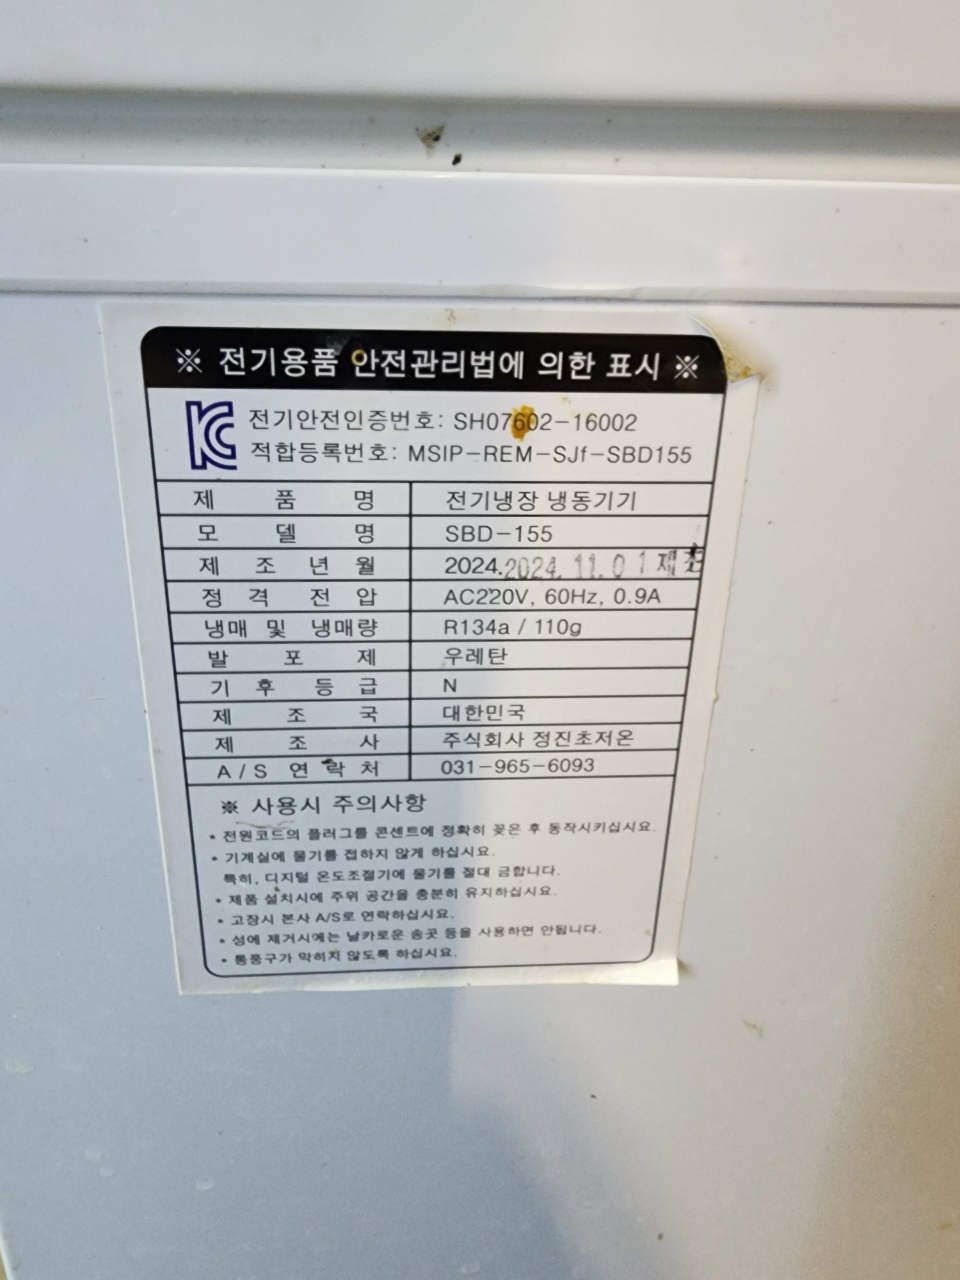 ※ 전기용품 안전관리법에 의한 표시 ※
전기안전인증번호: SH07602-16002
적합등록번호: MSIP-REM-SJf-SBD155
제 품 명 전기냉장 냉동기기
모 델 명 SBD-155
제 조 년 월 2024. 2024. 11. 0 1 제조
정 격 전 압 AC220V, 60Hz, 0.9A
냉매 및 냉매량 R134a / 110g
발 포 제 우레탄
기 후 등 급 N
제 조 국 대한민국
제 조 사 주식회사 정진초저온
A/S 연 락 처 031-965-6093
※ 사용시 주의사항
• 전원코드의 플러그를 콘센트에 정확히 꽂은 후 동작시키십시요.
• 기계실에 물기를 접하지 않게 하십시요.
특히, 디지털 온도조절기에 물기를 절대 금합니다.
• 제품 설치시에 주위 공간을 충분히 유지하십시요.
• 고장시 본사 A/S로 연락하십시요.
• 성에 제거시에는 날카로운 송곳 등을 사용하면 안됩니다.
• 통풍구가 막히지 않도록 하십시요.